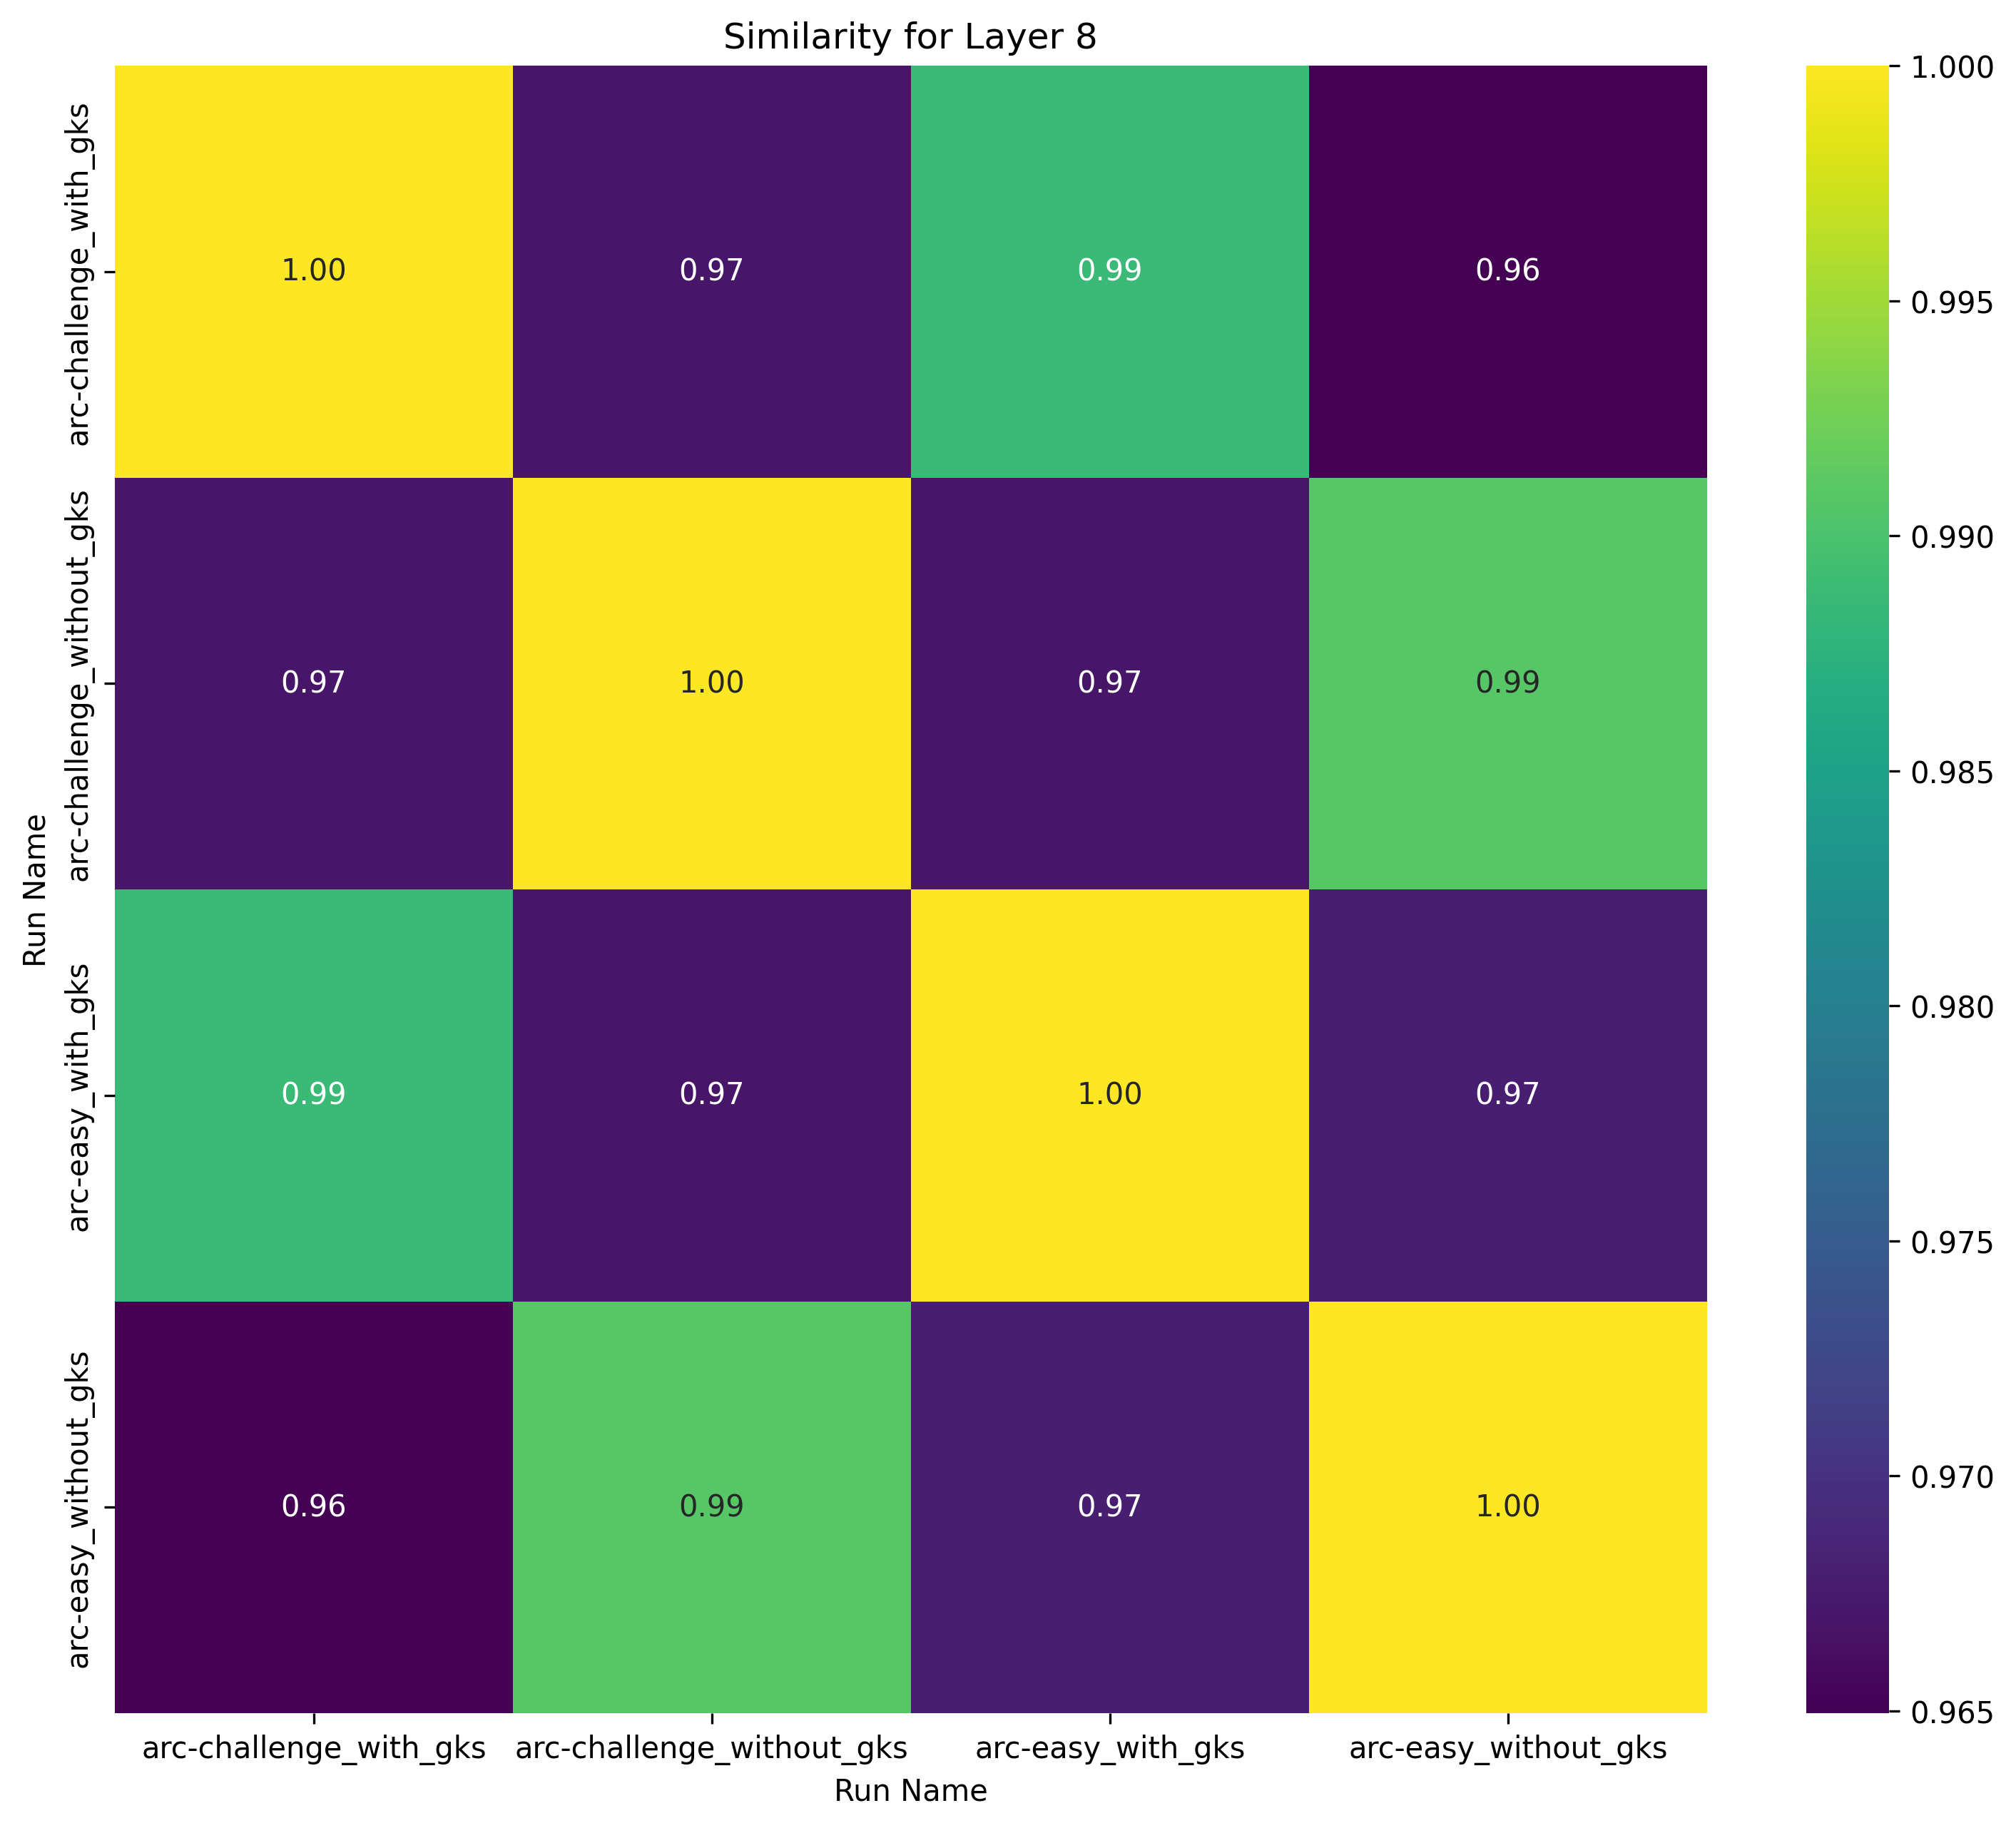 Similarity for Layer 8
Run Name
arc-challenge_with_gks
1.00
0.97
0.99
0.96
arc-challenge_without_gks
0.97
1.00
0.97
0.99
arc-easy_with_gks
0.99
0.97
1.00
0.97
arc-easy_without_gks
0.96
0.99
0.97
1.00
arc-challenge_with_gks
arc-challenge_without_gks
arc-easy_with_gks
arc-easy_without_gks
Run Name
1.000
0.995
0.990
0.985
0.980
0.975
0.970
0.965